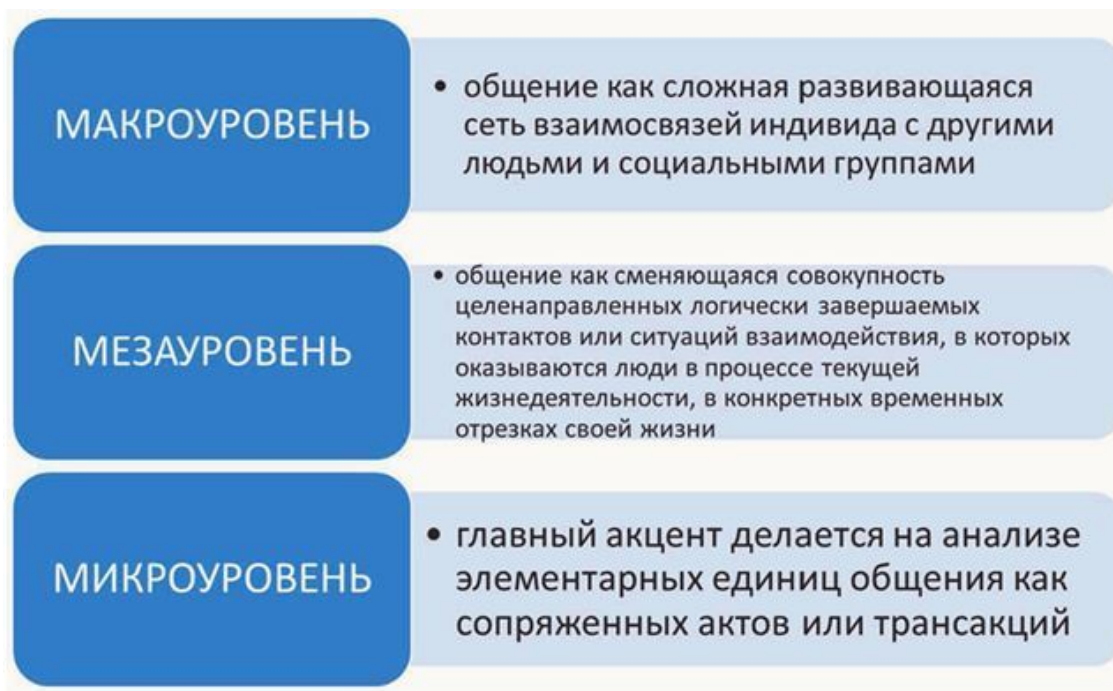 МАКРОУРОВЕНЬ
• общение как сложная развивающаяся
сеть взаимосвязей индивида с другими
людьми и социальными группами
МЕЗАУРОВЕНЬ
• общение как сменяющаяся совокупность
целенаправленных логически завершаемых
контактов или ситуаций взаимодействия, в которых
оказываются люди в процессе текущей
жизнедеятельности, в конкретных временных
отрезках своей жизни
МИКРОУРОВЕНЬ
• главный акцент делается на анализе
элементарных единиц общения как
сопряженных актов или трансакций